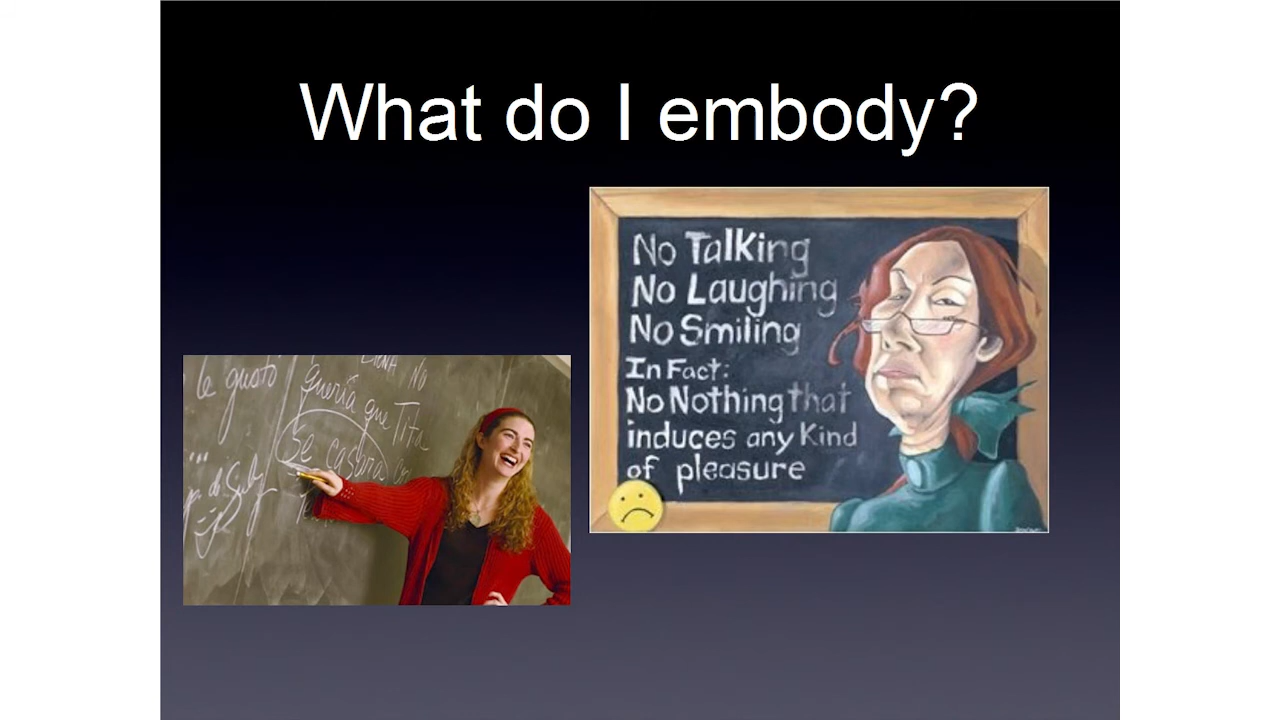 What do I embody?
No Talking
No Laughing
No Smiling
In Fact:
No Nothing that
induces any Kind
of pleasure
le gusto
quería que Tita
Se casara